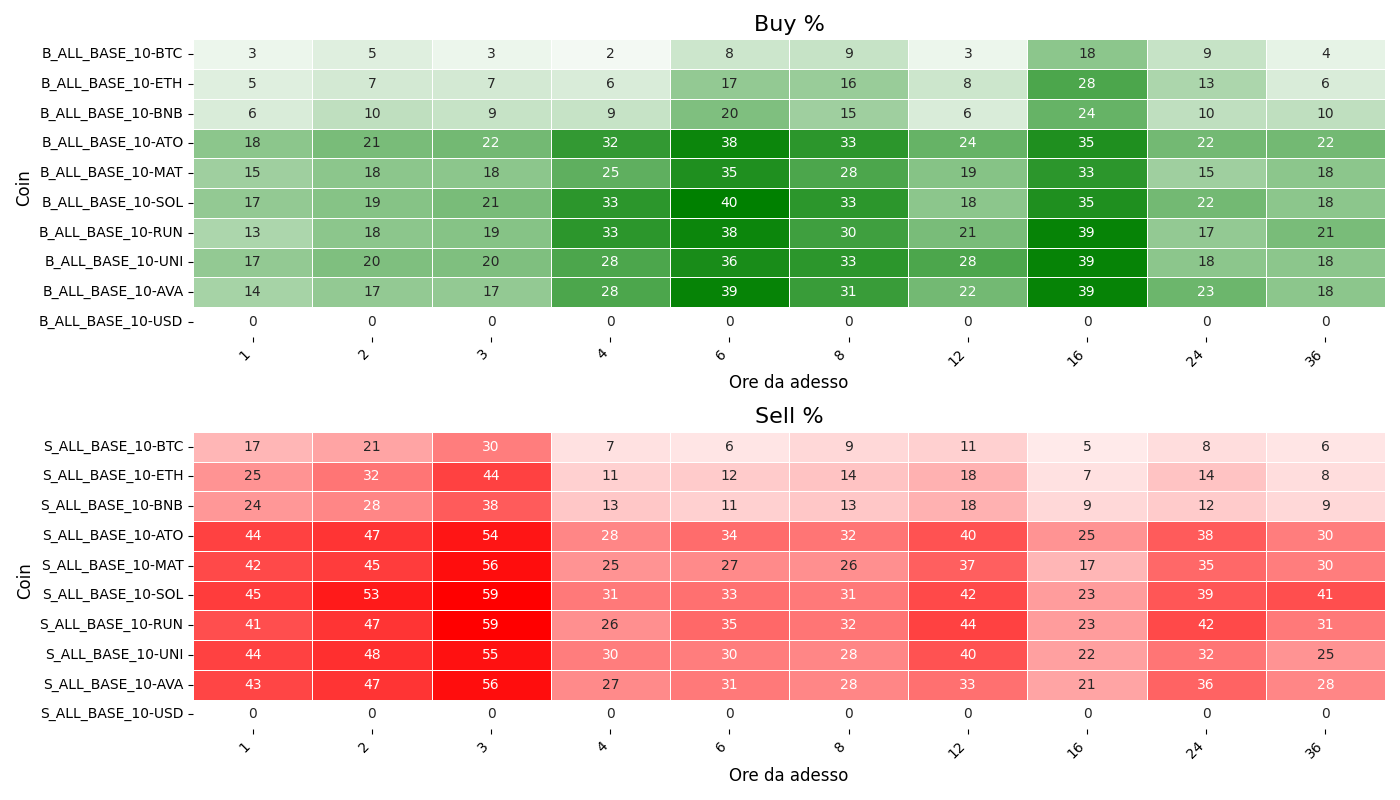 Buy %
Coin
B_ALL_BASE_10-BTC 3 5 3 2 8 9 3 18 9 4
B_ALL_BASE_10-ETH 5 7 7 6 17 16 8 28 13 6
B_ALL_BASE_10-BNB 6 10 9 9 20 15 6 24 10 10
B_ALL_BASE_10-ATO 18 21 22 32 38 33 24 35 22 22
B_ALL_BASE_10-MAT 15 18 18 25 35 28 19 33 15 18
B_ALL_BASE_10-SOL 17 19 21 33 40 33 18 35 22 18
B_ALL_BASE_10-RUN 13 18 19 33 38 30 21 39 17 21
B_ALL_BASE_10-UNI 17 20 20 28 36 33 28 39 18 18
B_ALL_BASE_10-AVA 14 17 17 28 39 31 22 39 23 18
B_ALL_BASE_10-USD 0 0 0 0 0 0 0 0 0 0
1 2 3 4 6 8 12 16 24 36
Ore da adesso
Sell %
Coin
S_ALL_BASE_10-BTC 17 21 30 7 6 9 11 5 8 6
S_ALL_BASE_10-ETH 25 32 44 11 12 14 18 7 14 8
S_ALL_BASE_10-BNB 24 28 38 13 11 13 18 9 12 9
S_ALL_BASE_10-ATO 44 47 54 28 34 32 40 25 38 30
S_ALL_BASE_10-MAT 42 45 56 25 27 26 37 17 35 30
S_ALL_BASE_10-SOL 45 53 59 31 33 31 42 23 39 41
S_ALL_BASE_10-RUN 41 47 59 26 35 32 44 23 42 31
S_ALL_BASE_10-UNI 44 48 55 30 30 28 40 22 32 25
S_ALL_BASE_10-AVA 43 47 56 27 31 28 33 21 36 28
S_ALL_BASE_10-USD 0 0 0 0 0 0 0 0 0 0
1 2 3 4 6 8 12 16 24 36
Ore da adesso